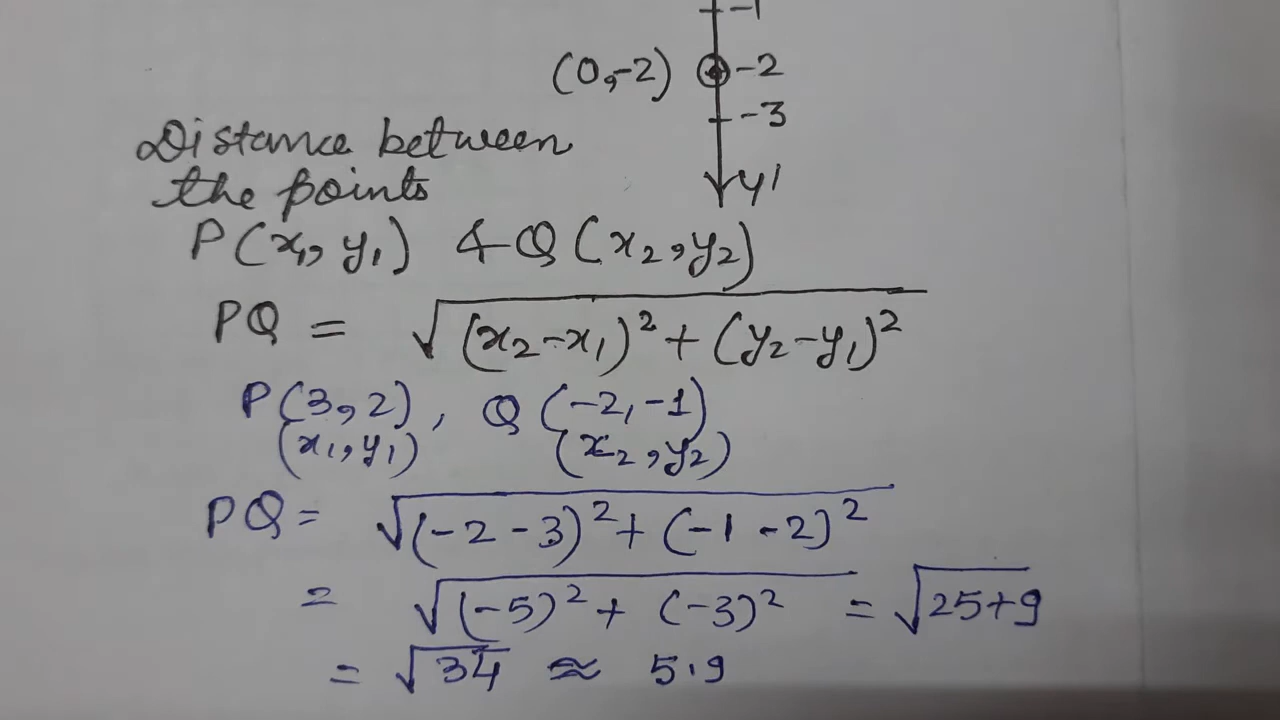 -1
(0,-2) -2
-3
Distance between
the points
y'
P(x₁, y₁) & Q(x₂, y₂)
PQ = √(x₂-x₁)² + (y₂-y₁)²
P(3,2), Q(-2,-1)
(x₁, y₁) (x₂, y₂)
PQ = √(-2-3)² + (-1-2)²
= √(-5)² + (-3)² = √25+9
= √34 ≈ 5.9